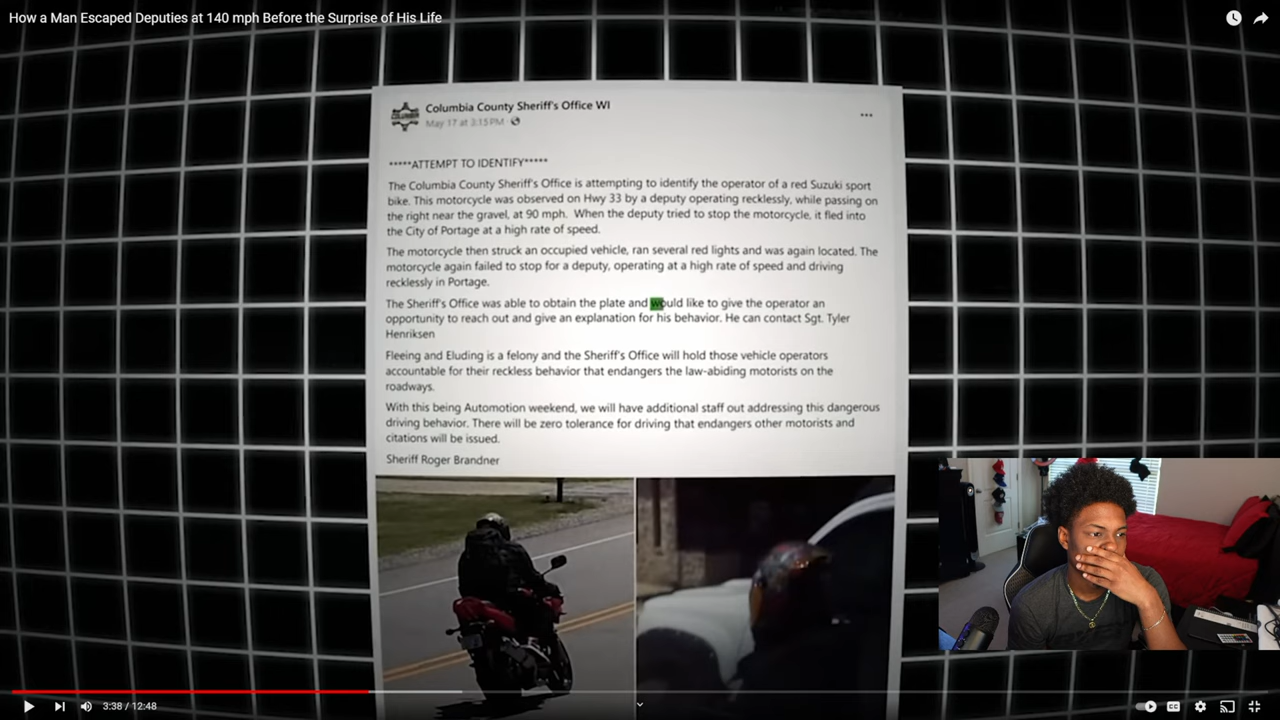 How a Man Escaped Deputies at 140 mph Before the Surprise of His Life
Columbia County Sheriff's Office WI
May 17 at 3:15 PM ·
*****ATTEMPT TO IDENTIFY*****
The Columbia County Sheriff's Office is attempting to identify the operator of a red Suzuki sport
bike. This motorcycle was observed on Hwy 33 by a deputy operating recklessly, while passing on
the right near the gravel, at 90 mph. When the deputy tried to stop the motorcycle, it fled into
the City of Portage at a high rate of speed.
The motorcycle then struck an occupied vehicle, ran several red lights and was again located. The
motorcycle again failed to stop for a deputy, operating at a high rate of speed and driving
recklessly in Portage.
The Sheriff's Office was able to obtain the plate and would like to give the operator an
opportunity to reach out and give an explanation for his behavior. He can contact Sgt. Tyler
Henriksen
Fleeing and Eluding is a felony and the Sheriff's Office will hold those vehicle operators
accountable for their reckless behavior that endangers the law-abiding motorists on the
roadways.
With this being Automotion weekend, we will have additional staff out addressing this dangerous
driving behavior. There will be zero tolerance for driving that endangers other motorists and
citations will be issued.
Sheriff Roger Brandner
3:38 / 12:48
CC